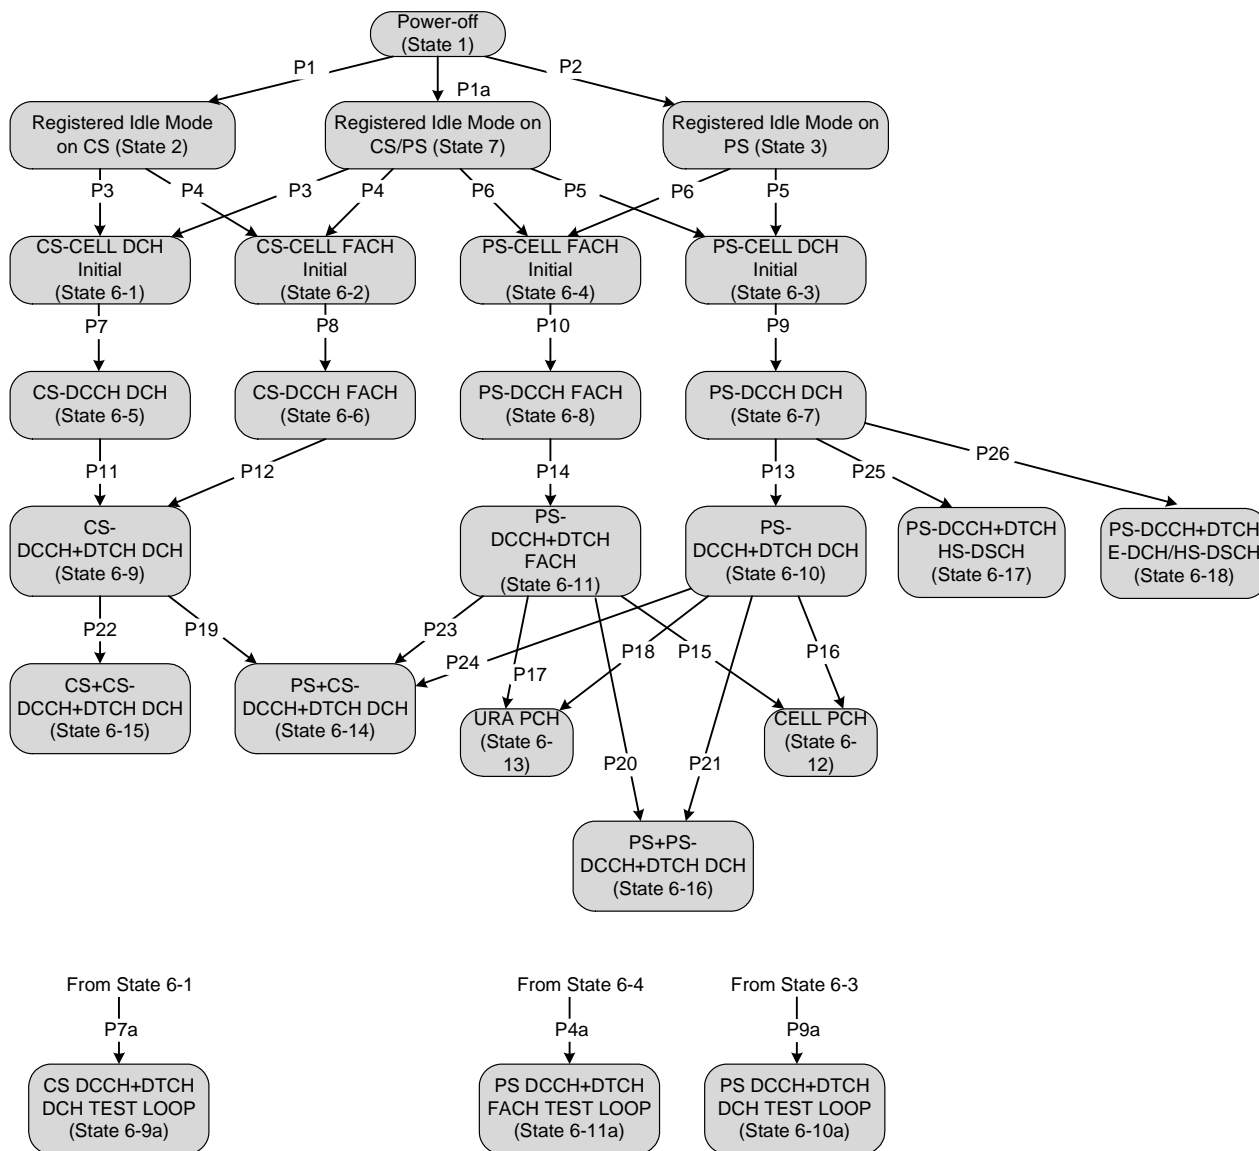 Power-off
(State 1)
P1
P2
P1a
Registered Idle Mode
on CS (State 2)
Registered Idle Mode on
CS/PS (State 7)
Registered Idle Mode on
PS (State 3)
P3
P4
P3
P4
P6
P5
P6
P5
CS-CELL DCH
Initial
(State 6-1)
CS-CELL FACH
Initial
(State 6-2)
PS-CELL FACH
Initial
(State 6-4)
PS-CELL DCH
Initial
(State 6-3)
P7
P8
P10
P9
CS-DCCH DCH
(State 6-5)
CS-DCCH FACH
(State 6-6)
PS-DCCH FACH
(State 6-8)
PS-DCCH DCH
(State 6-7)
P11
P12
P14
P13
P25
P26
CS-
DCCH+DTCH DCH
(State 6-9)
PS-
DCCH+DTCH
FACH
(State 6-11)
PS-
DCCH+DTCH DCH
(State 6-10)
PS-DCCH+DTCH
HS-DSCH
(State 6-17)
PS-DCCH+DTCH
E-DCH/HS-DSCH
(State 6-18)
P22
P19
P23
P24
P17
P18
P15
P16
CS+CS-
DCCH+DTCH DCH
(State 6-15)
PS+CS-
DCCH+DTCH DCH
(State 6-14)
URA PCH
(State 6-
13)
CELL PCH
(State 6-
12)
P20
P21
PS+PS-
DCCH+DTCH DCH
(State 6-16)
From State 6-1
From State 6-4
From State 6-3
P7a
P4a
P9a
CS DCCH+DTCH
DCH TEST LOOP
(State 6-9a)
PS DCCH+DTCH
FACH TEST LOOP
(State 6-11a)
PS DCCH+DTCH
DCH TEST LOOP
(State 6-10a)